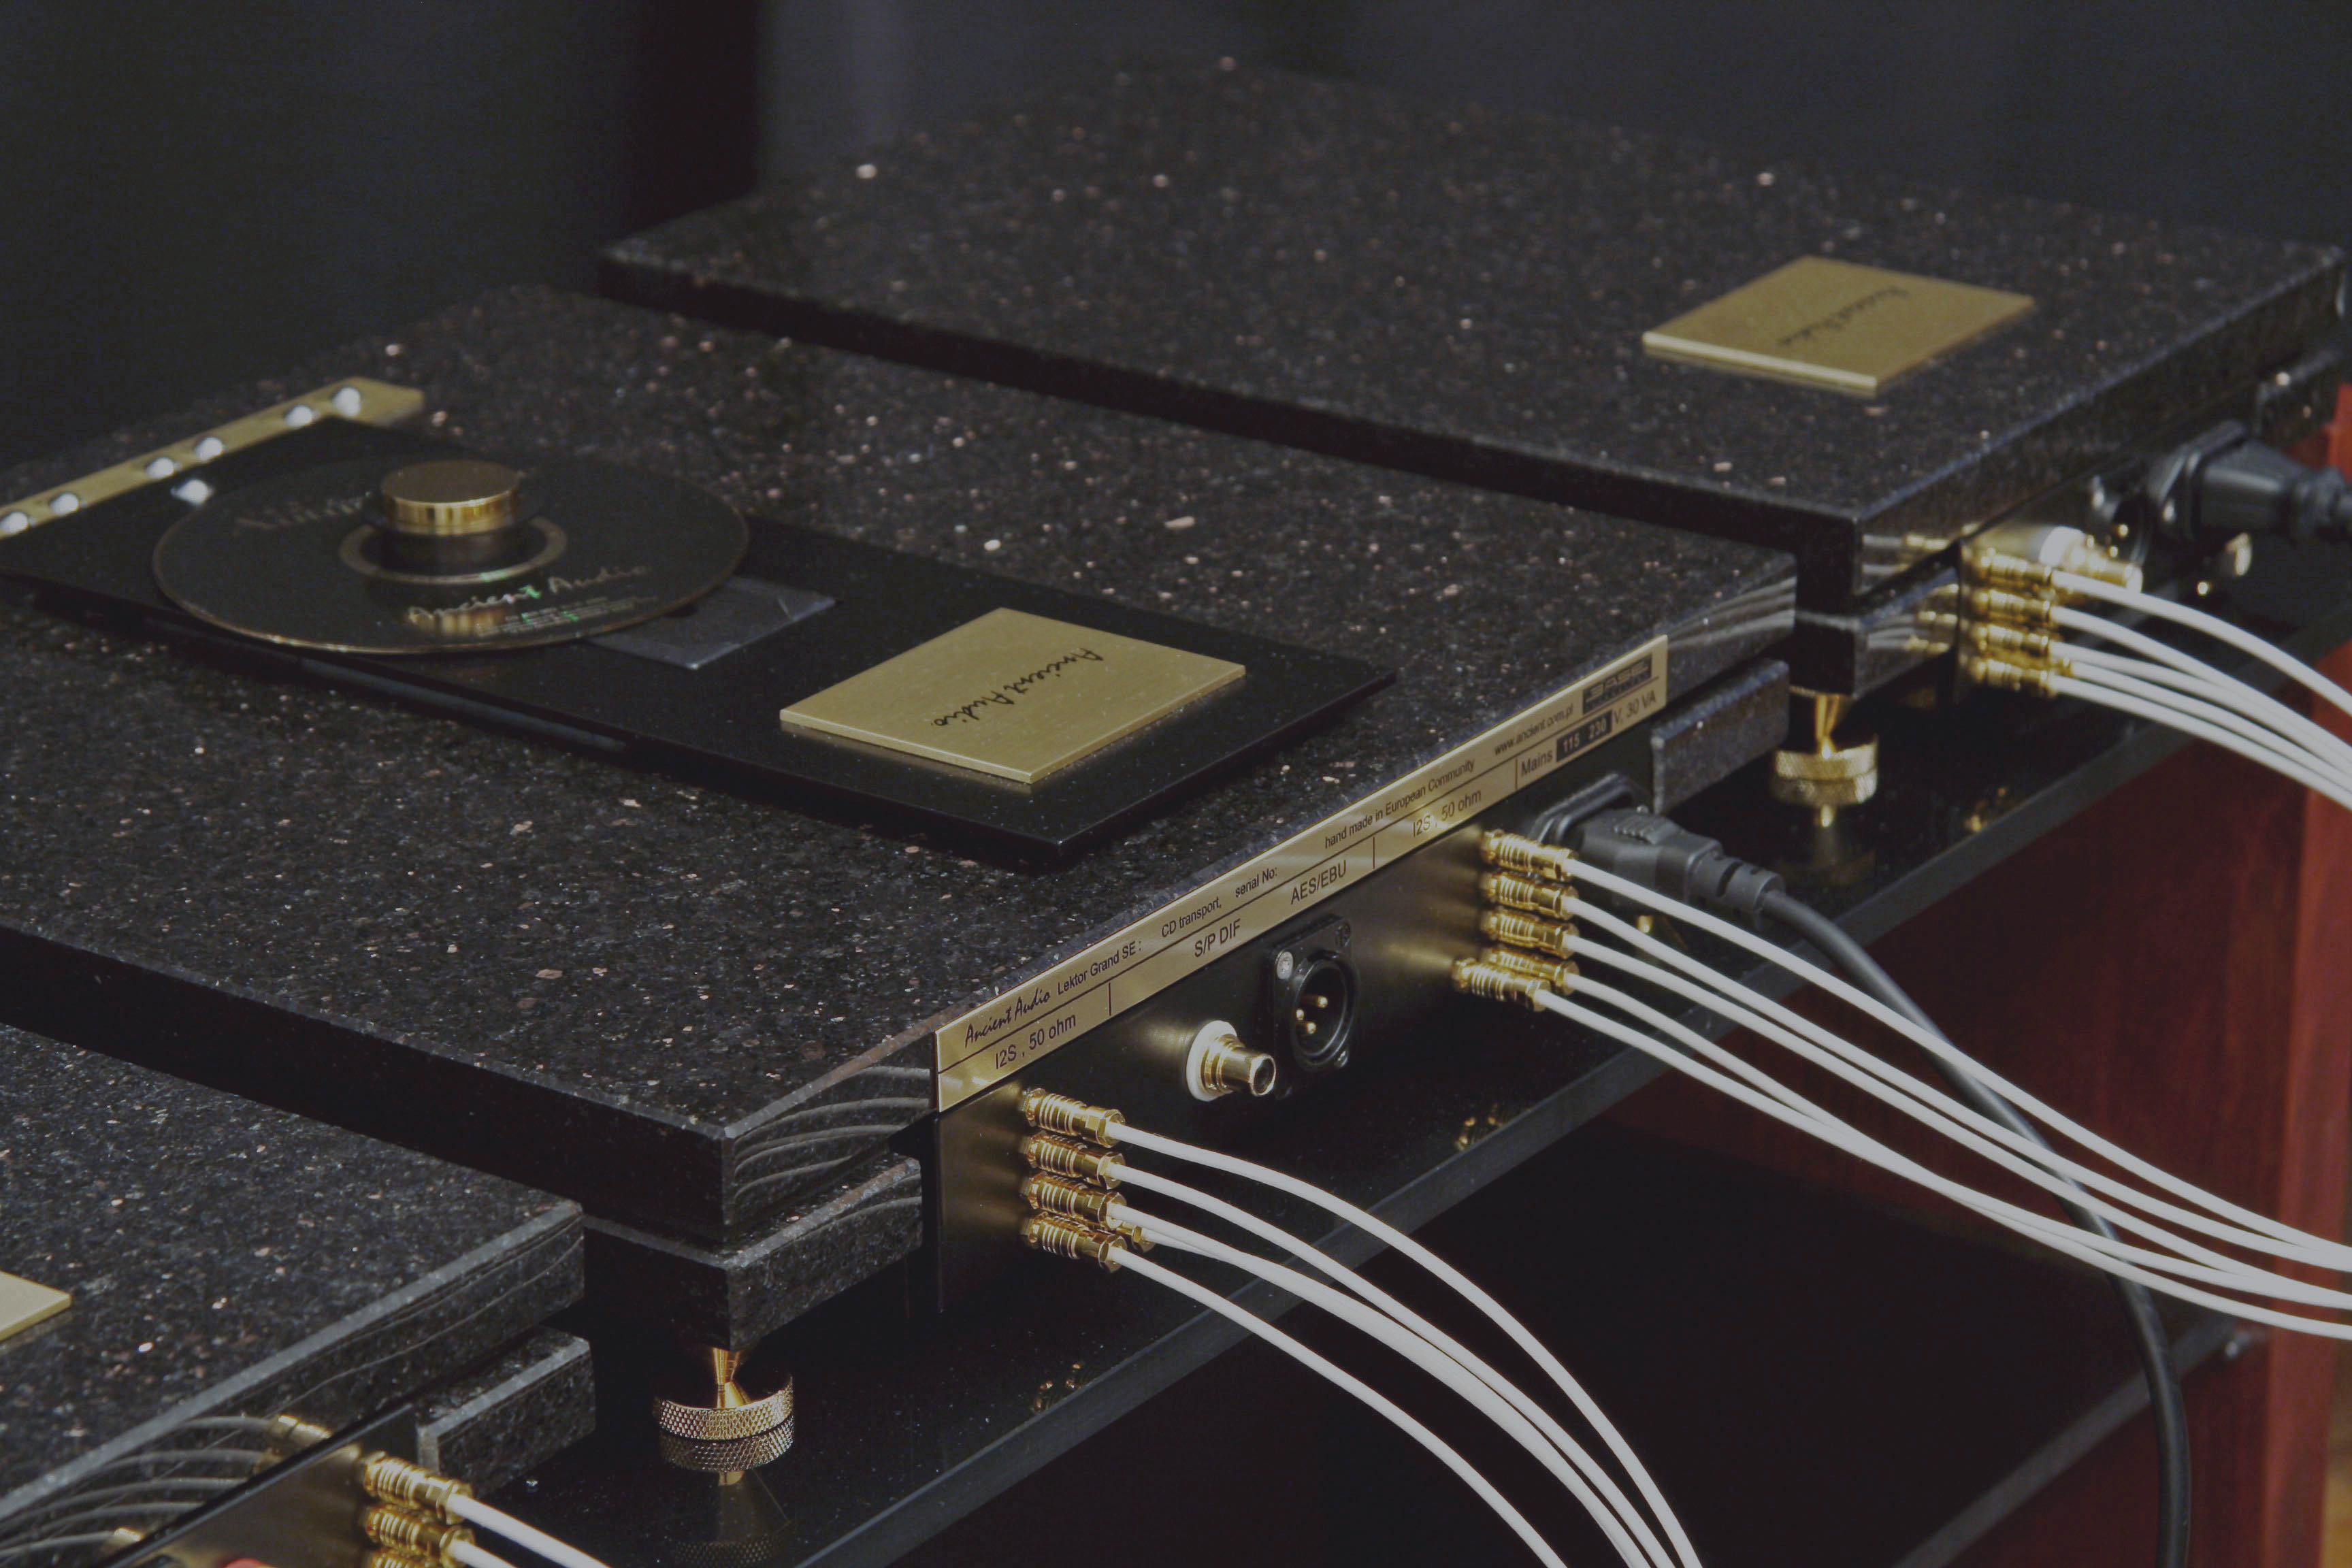 Ancient Audio
Ancient Audio
Ancient Audio
Ancient Audio Lektor Grand SE : CD transport, serial No: hand made in European Community www.ancient.com.pl
I2S , 50 ohm S/P DIF AES/EBU I2S , 50 ohm Mains 115 230 V, 30 VA